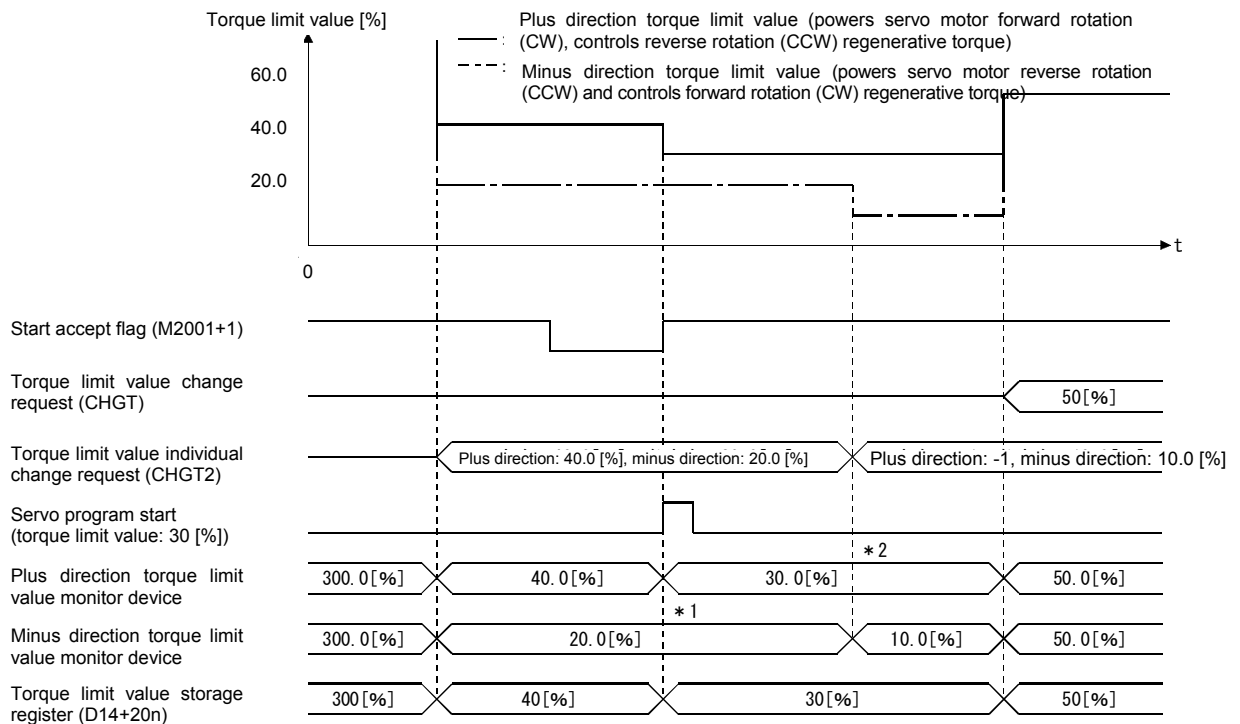 Torque limit value [%]
— : Plus direction torque limit value (powers servo motor forward rotation
(CW), controls reverse rotation (CCW) regenerative torque)
: Minus direction torque limit value (powers servo motor reverse rotation
(CCW) and controls forward rotation (CW) regenerative torque)
60.0
40.0
20.0
t
0
Start accept flag (M2001+1)
Torque limit value change
request (CHGT)
50[%]
Torque limit value individual
change request (CHGT2)
Plus direction: 40.0 [%], minus direction: 20.0 [%]
Plus direction: -1, minus direction: 10.0 [%]
Servo program start
(torque limit value: 30 [%])
*2
Plus direction torque limit
value monitor device
300.0[%]
40.0[%]
30.0[%]
50.0[%]
*1
Minus direction torque limit
value monitor device
300.0[%]
20.0[%]
10.0[%]
50.0[%]
Torque limit value storage
register (D14+20n)
300[%]
40[%]
30[%]
50[%]